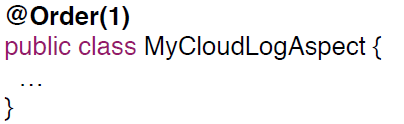 @Order(1)
public class MyCloudLogAspect {
...
}